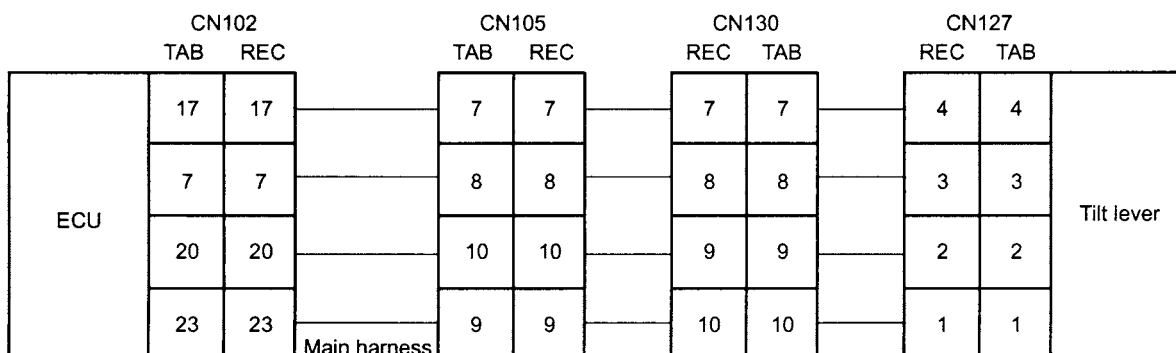 CN102 CN105 CN130 CN127
TAB REC TAB REC REC TAB REC TAB
17 17 7 7 7 7 4 4
7 7 8 8 8 8 3 3
ECU Tilt lever
20 20 10 10 9 9 2 2
23 23 9 9 10 10 1 1
Main harness